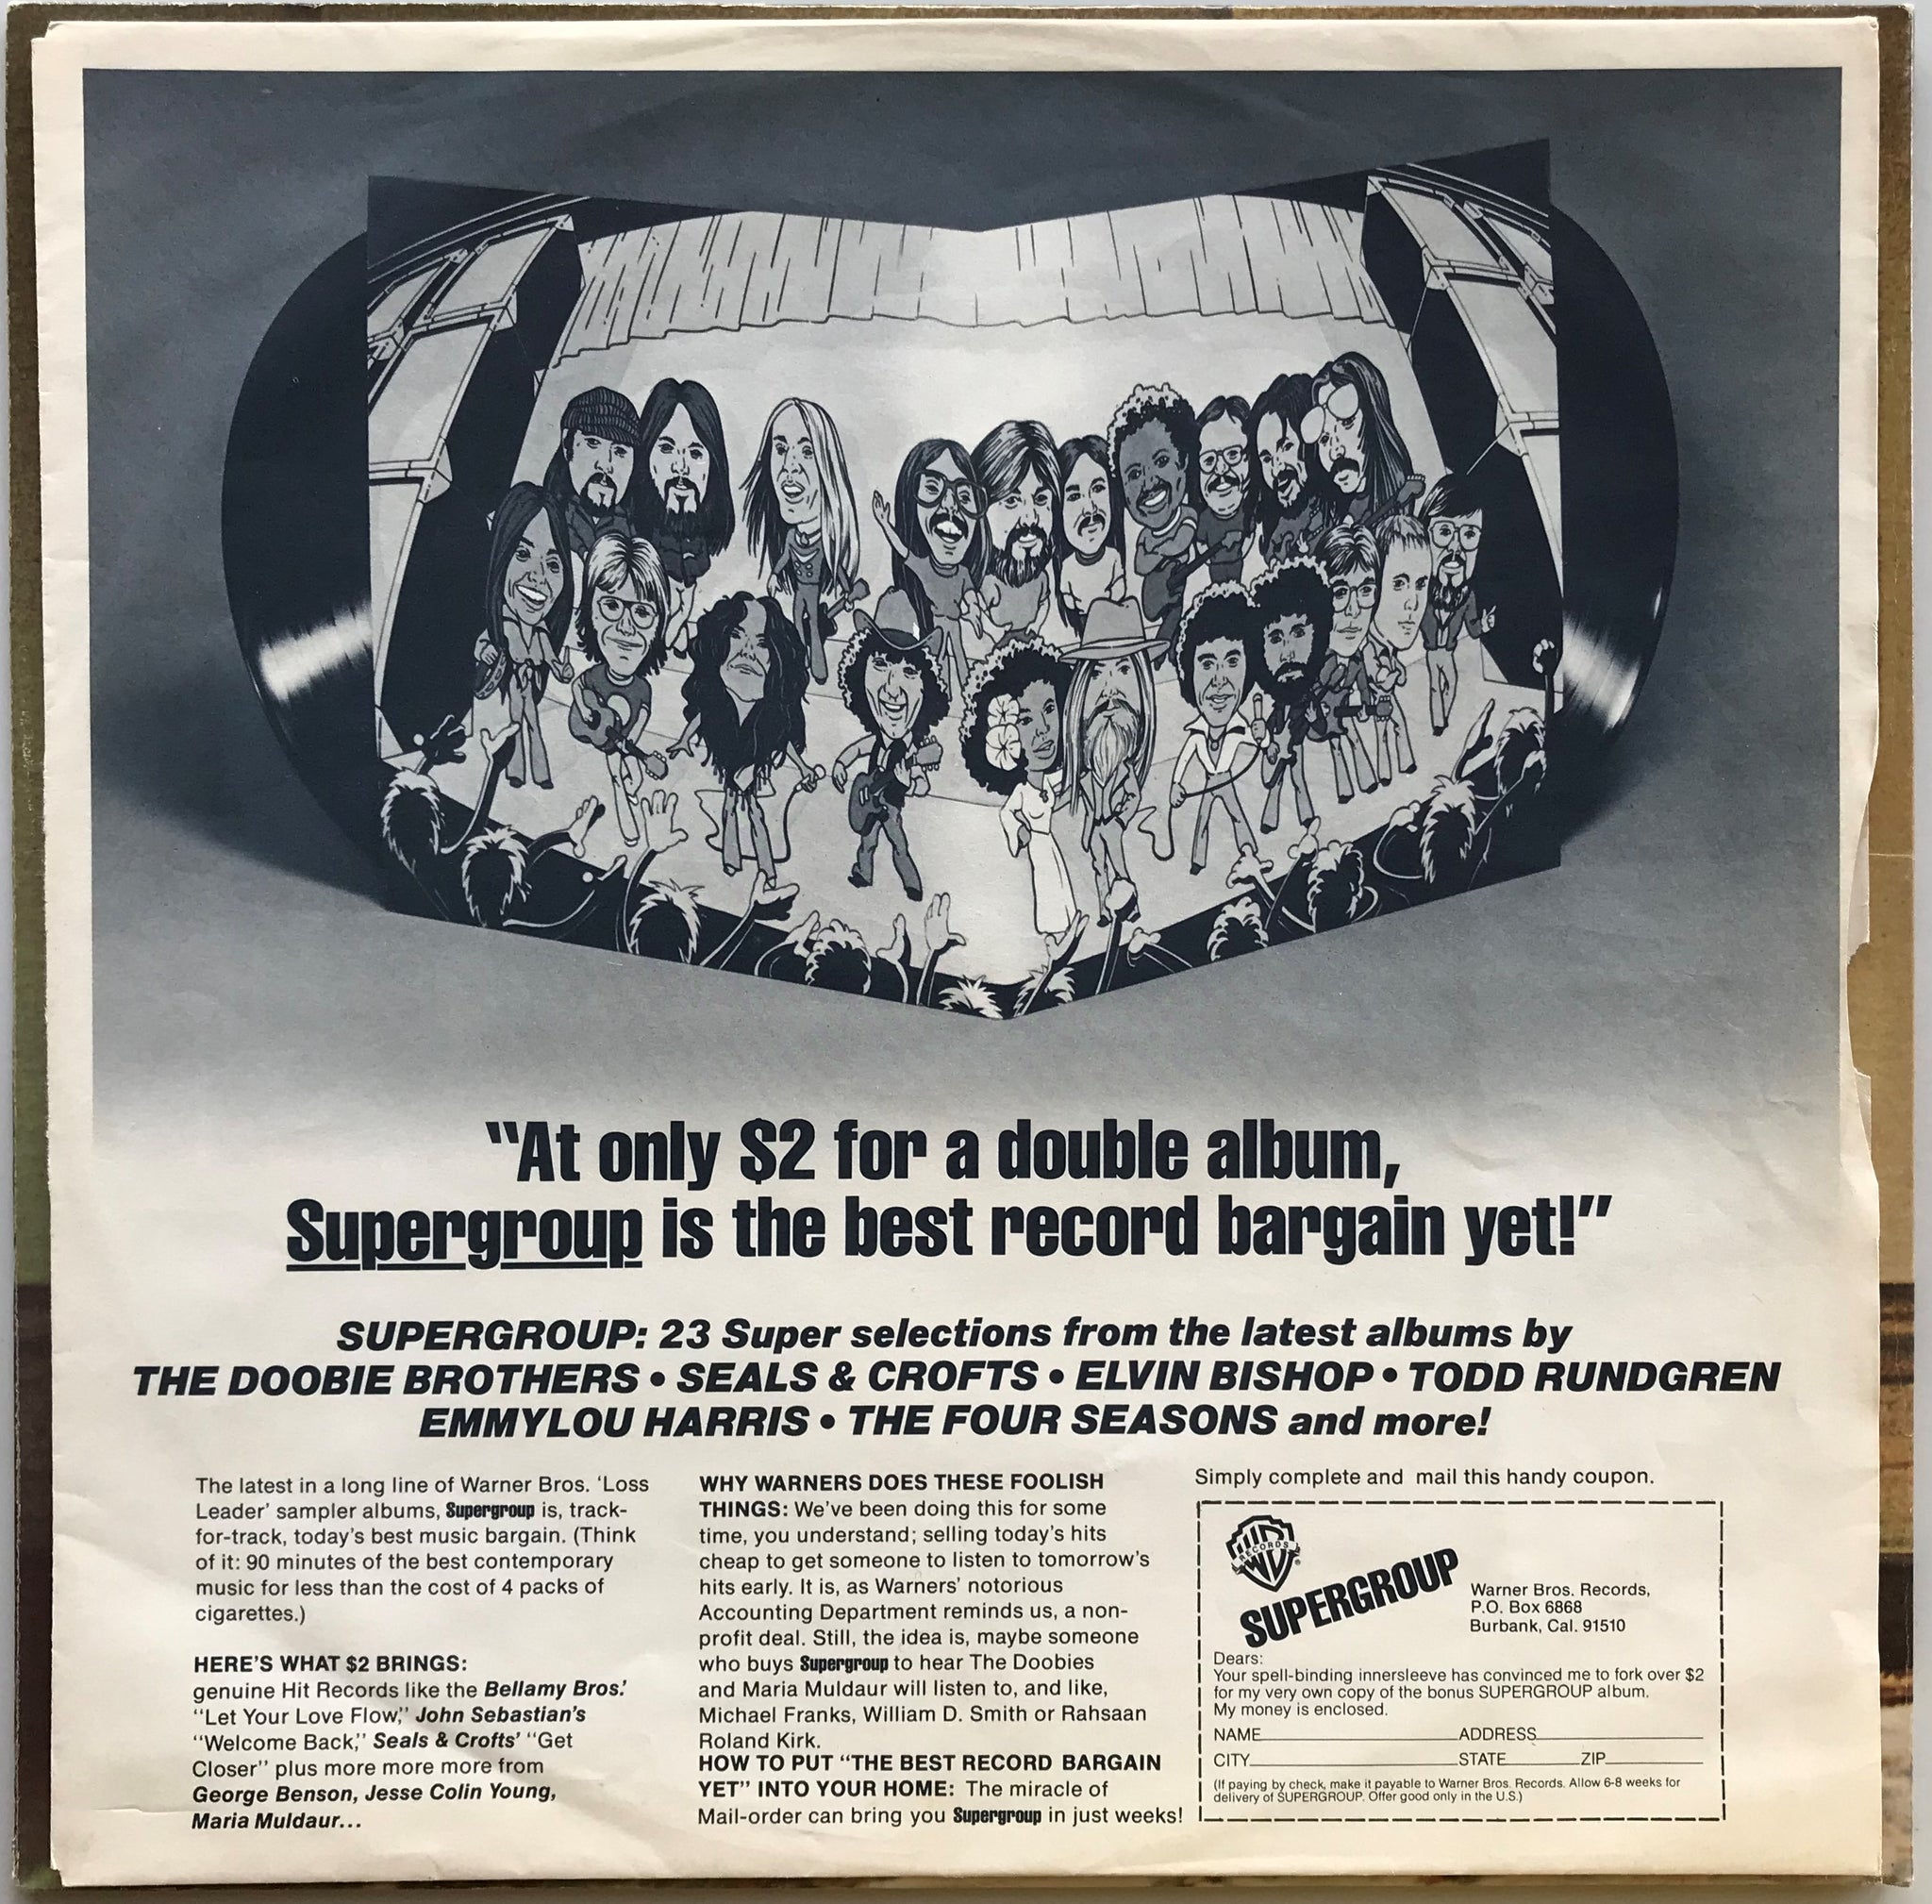 "At only $2 for a double album,
Supergroup is the best record bargain yet!"
SUPERGROUP: 23 Super selections from the latest albums by
THE DOOBIE BROTHERS • SEALS & CROFTS • ELVIN BISHOP • TODD RUNDGREN
EMMYLOU HARRIS • THE FOUR SEASONS and more!
The latest in a long line of Warner Bros. 'Loss
Leader' sampler albums, Supergroup is, track-
for-track, today's best music bargain. (Think
of it: 90 minutes of the best contemporary
music for less than the cost of 4 packs of
cigarettes.)
HERE'S WHAT $2 BRINGS:
genuine Hit Records like the Bellamy Bros.'
"Let Your Love Flow," John Sebastian's
"Welcome Back," Seals & Crofts' "Get
Closer" plus more more more from
George Benson, Jesse Colin Young,
Maria Muldaur...
WHY WARNERS DOES THESE FOOLISH
THINGS: We've been doing this for some
time, you understand; selling today's hits
cheap to get someone to listen to tomorrow's
hits early. It is, as Warners' notorious
Accounting Department reminds us, a non-
profit deal. Still, the idea is, maybe someone
who buys Supergroup to hear The Doobies
and Maria Muldaur will listen to, and like,
Michael Franks, William D. Smith or Rahsaan
Roland Kirk.
HOW TO PUT "THE BEST RECORD BARGAIN
YET" INTO YOUR HOME: The miracle of
Mail-order can bring you Supergroup in just weeks!
Simply complete and mail this handy coupon.
RECORDS
SUPERGROUP
Warner Bros. Records,
P.O. Box 6868
Burbank, Cal. 91510
Dears:
Your spell-binding innersleeve has convinced me to fork over $2
for my very own copy of the bonus SUPERGROUP album.
My money is enclosed.
NAME ADDRESS
CITY STATE ZIP
(If paying by check, make it payable to Warner Bros. Records. Allow 6-8 weeks for
delivery of SUPERGROUP. Offer good only in the U.S.)